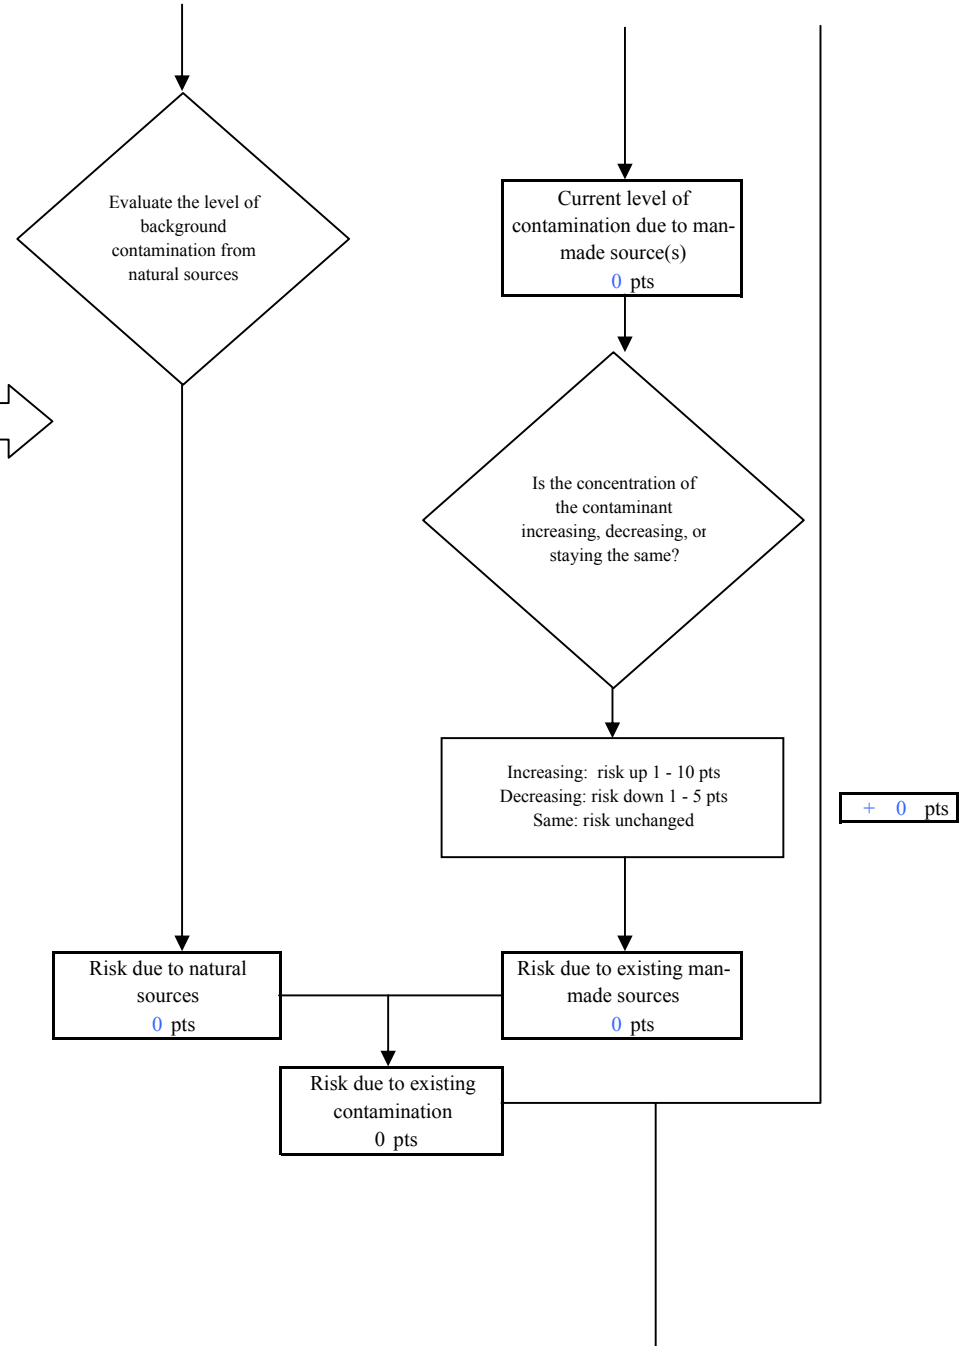 Evaluate the level of
background
contamination from
natural sources
Current level of
contamination due to man-
made source(s)
0 pts
Is the concentration of
the contaminant
increasing, decreasing, or
staying the same?
Increasing: risk up 1 - 10 pts
Decreasing: risk down 1 - 5 pts
Same: risk unchanged
+ 0 pts
Risk due to natural
sources
0 pts
Risk due to existing man-
made sources
0 pts
Risk due to existing
contamination
0 pts